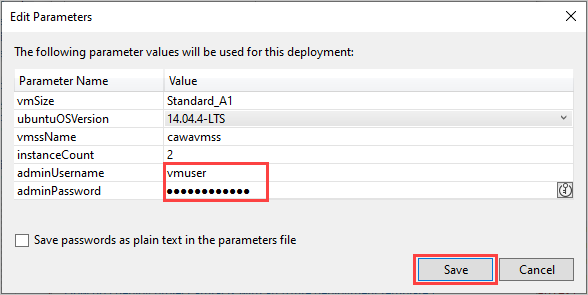 Edit Parameters
The following parameter values will be used for this deployment:
Parameter Name Value
vmSize Standard_A1
ubuntuOSVersion 14.04.4-LTS
vmssName cawavmss
instanceCount 2
adminUsername vmuser
adminPassword ●●●●●●●●●●●●
Save passwords as plain text in the parameters file
Save Cancel